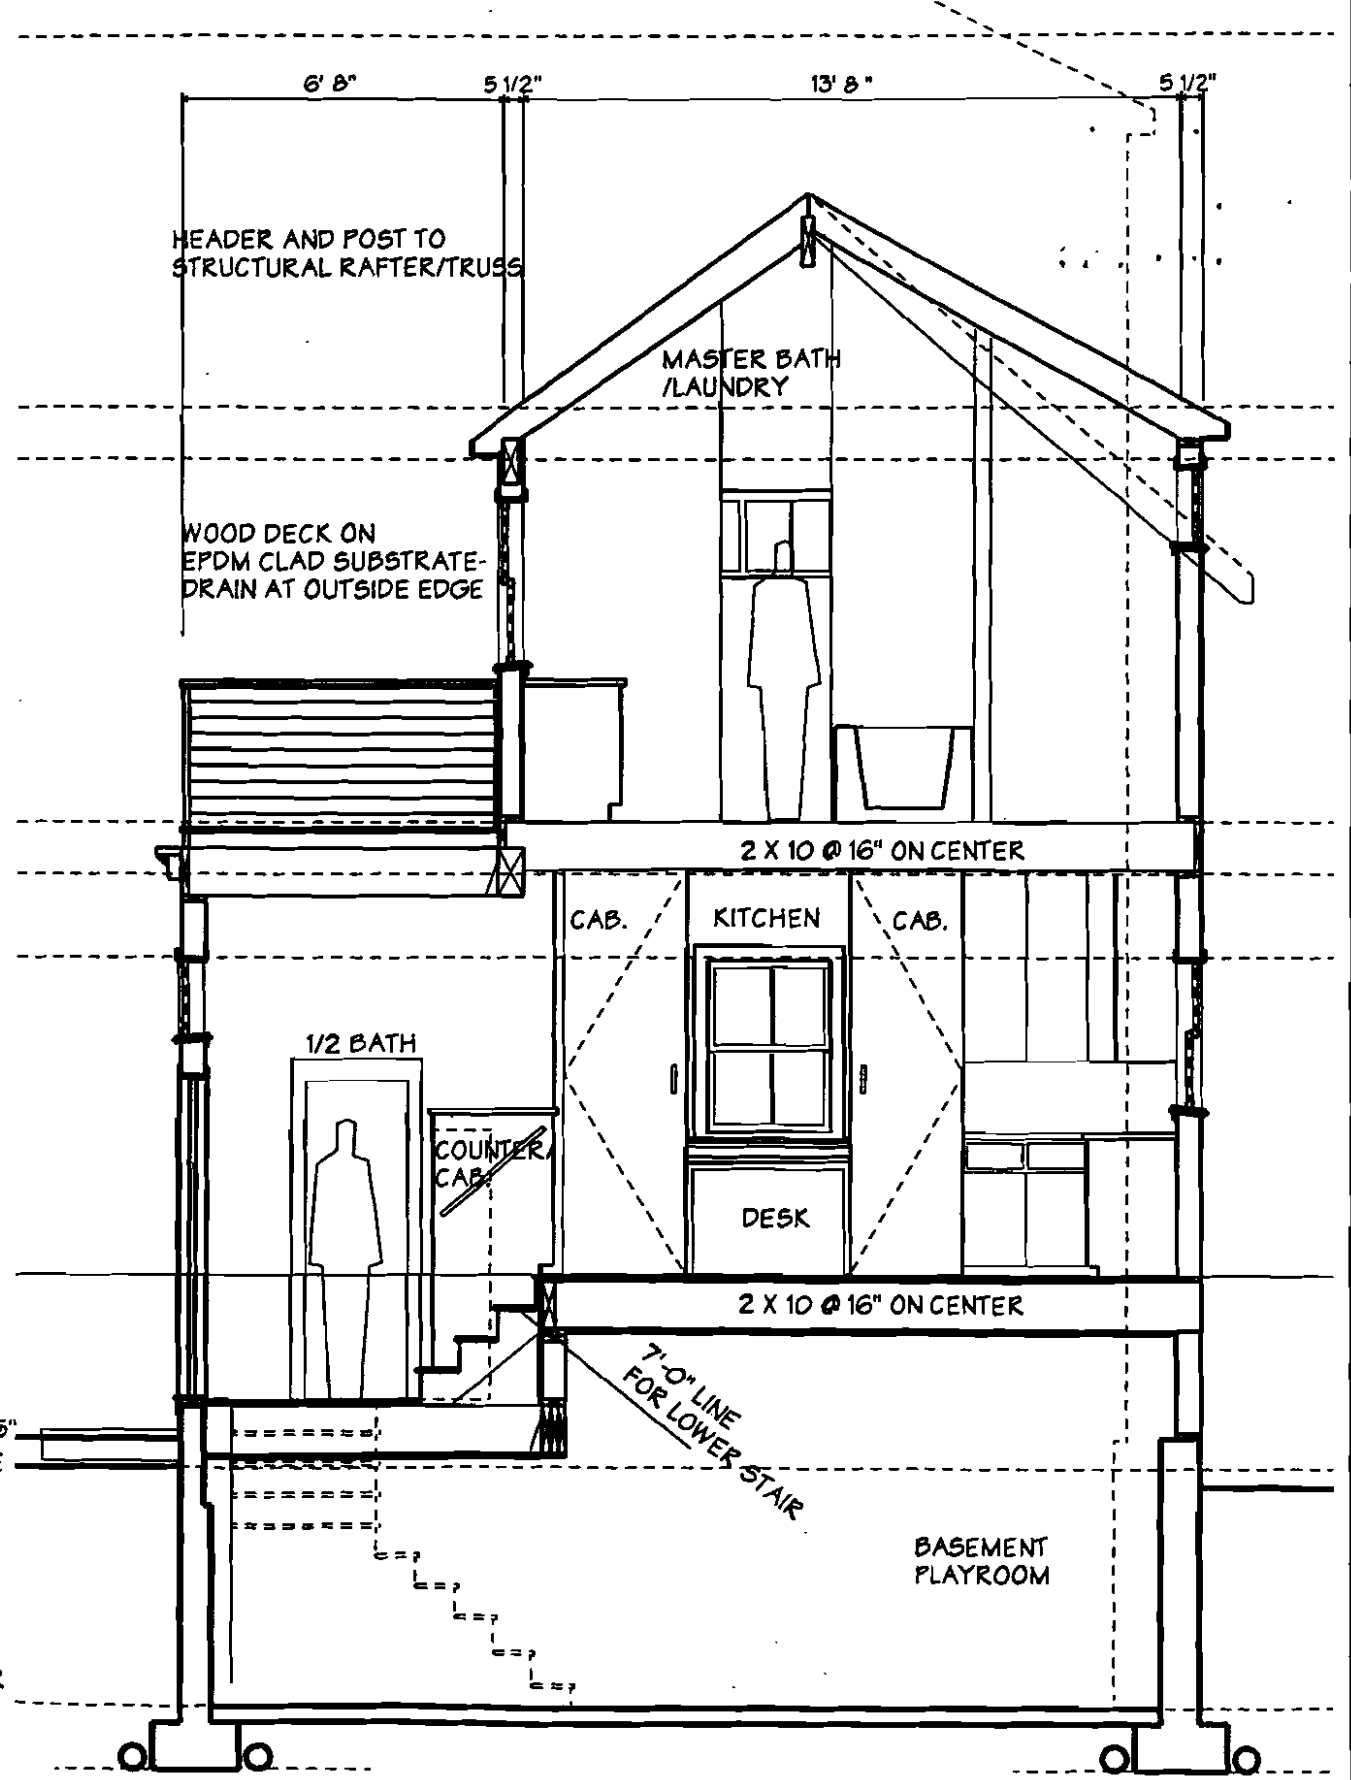 6' 8" 5 1/2" 13' 8" 5 1/2"
HEADER AND POST TO
STRUCTURAL RAFTER/TRUSS
MASTER BATH
/LAUNDRY
WOOD DECK ON
EPDM CLAD SUBSTRATE-
DRAIN AT OUTSIDE EDGE
2 X 10 @ 16" ON CENTER
CAB.
KITCHEN
CAB.
1/2 BATH
COUNTER/
CAB.
DESK
2 X 10 @ 16" ON CENTER
7'-0" LINE
FOR LOWER STAIR
BASEMENT
PLAYROOM